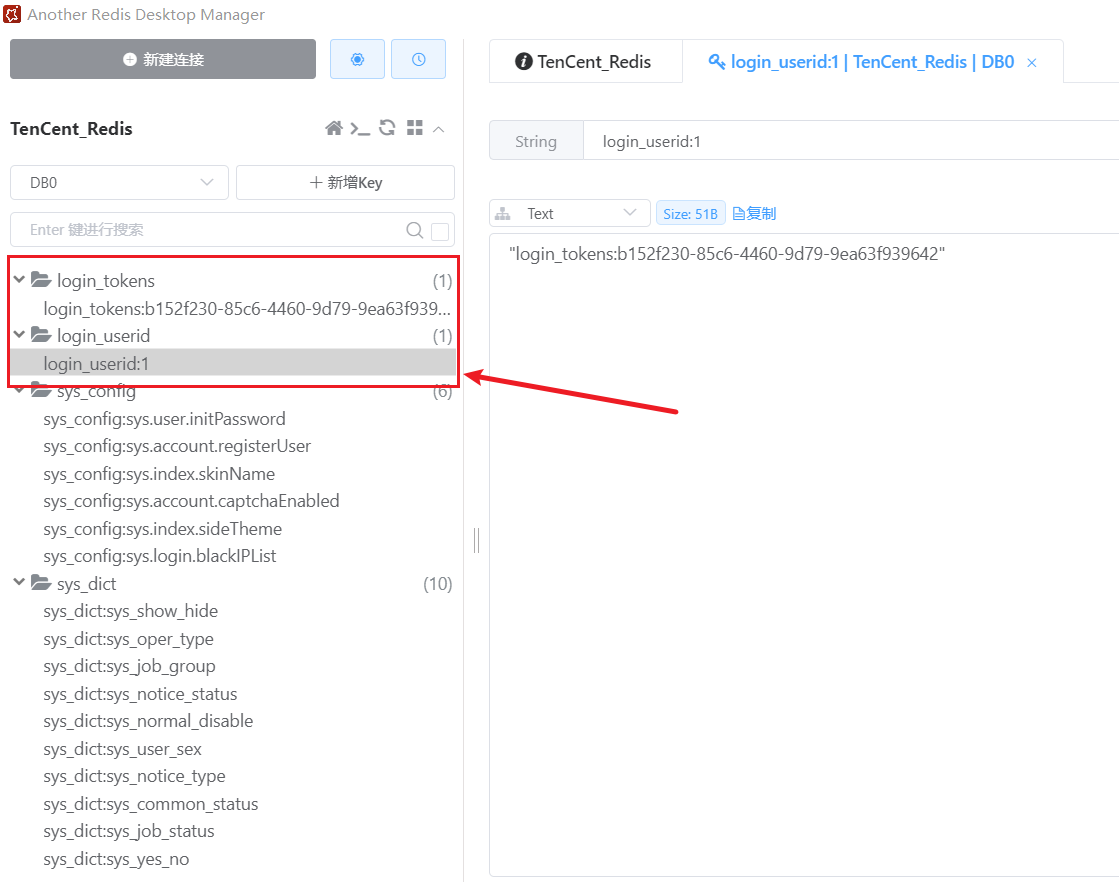 Another Redis Desktop Manager
新建连接
TenCent_Redis
DB0
新增Key
Enter 键进行搜索
login_tokens (1)
login_tokens:b152f230-85c6-4460-9d79-9ea63f939...
login_userid (1)
login_userid:1
sys_config (6)
sys_config:sys.user.initPassword
sys_config:sys.account.registerUser
sys_config:sys.index.skinName
sys_config:sys.account.captchaEnabled
sys_config:sys.index.sideTheme
sys_config:sys.login.blackIPList
sys_dict (10)
sys_dict:sys_show_hide
sys_dict:sys_oper_type
sys_dict:sys_job_group
sys_dict:sys_notice_status
sys_dict:sys_normal_disable
sys_dict:sys_user_sex
sys_dict:sys_notice_type
sys_dict:sys_common_status
sys_dict:sys_job_status
sys_dict:sys_yes_no
TenCent_Redis
login_userid:1 | TenCent_Redis | DB0
String login_userid:1
Text Size: 51B 复制
"login_tokens:b152f230-85c6-4460-9d79-9ea63f939642"